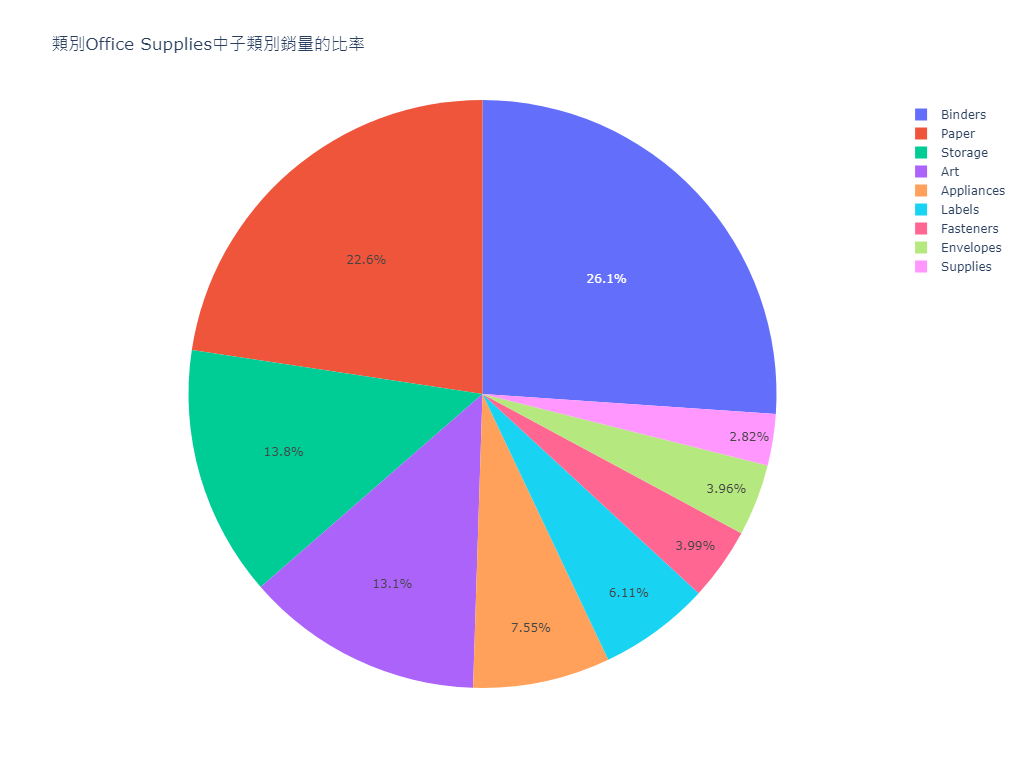 類別Office Supplies中子類別銷量的比率
Binders
Paper
Storage
Art
Appliances
Labels
Fasteners
Envelopes
Supplies
22.6%
26.1%
2.82%
13.8%
3.96%
3.99%
13.1%
6.11%
7.55%